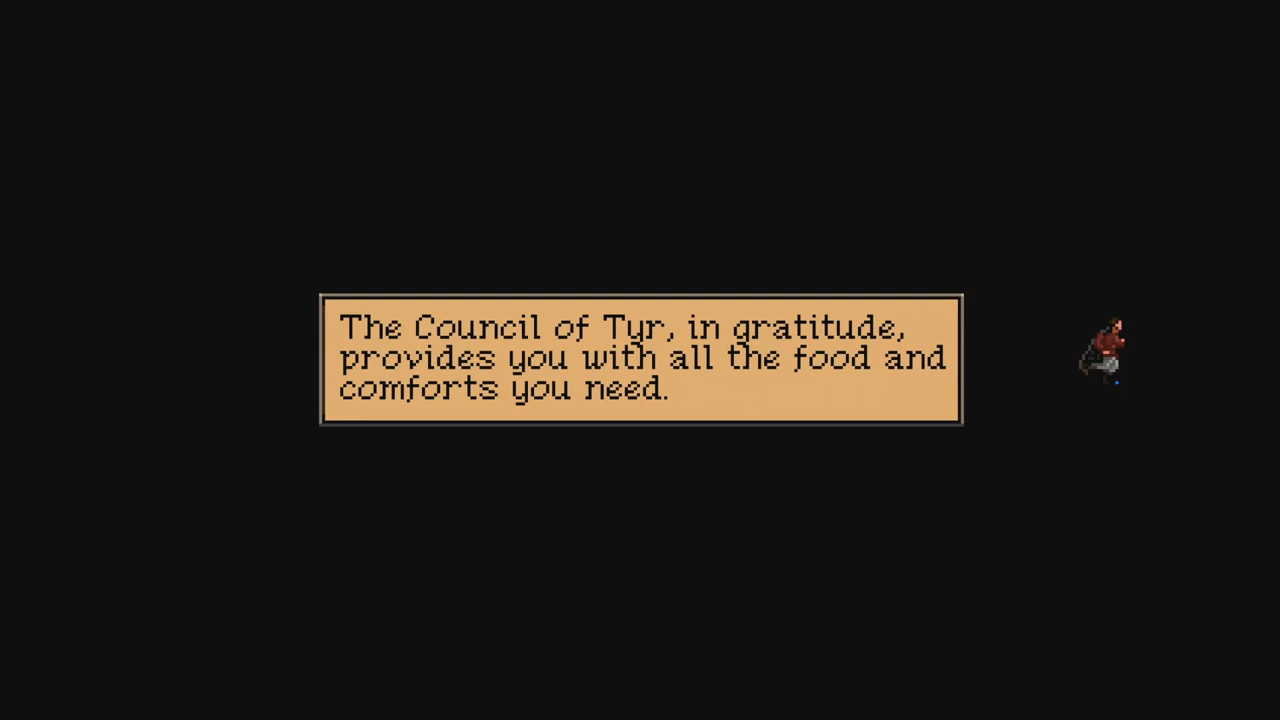 The Council of Tyr, in gratitude,
provides you with all the food and
comforts you need.